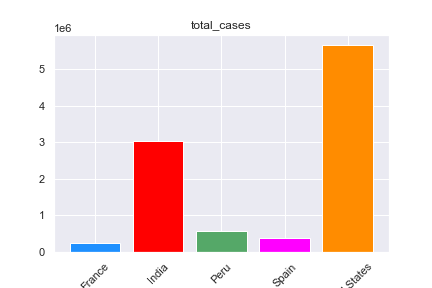 total_cases
1e6
5
4
3
2
1
0
France
India
Peru
Spain
States